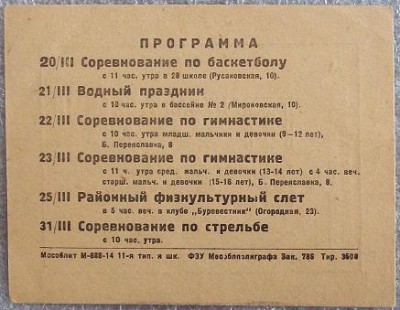 ПРОГРАММА
20/III Соревнование по баскетболу
с 11 час. утра в 28 школе (Русаковская, 10).
21/III Водный праздник
с 12 час. утра в бассейне № 2 (Мироновская, 10).
22/III Соревнование по гимнастике
с 10 час. утра младш. мальчики и девочки (9—12 лет),
Б. Переяславка, 8
23/III Соревнование по гимнастике
с 11 ч. утра сред. мальч. и девочки (13-14 лет) с 4 час. веч.
старш. мальч. и девочки (15-16 лет), Б. Переяславка, 8.
25/III Районный физкультурный слет
в 5 час. веч. в клубе „Буревестник" (Огородная, 23).
31/III Соревнование по стрельбе
с 10 час. утра.
Мособлит М-888-14 11-я тип. и шк. ФЗУ Мособлполиграфа Зак. 785 Тир. 3500